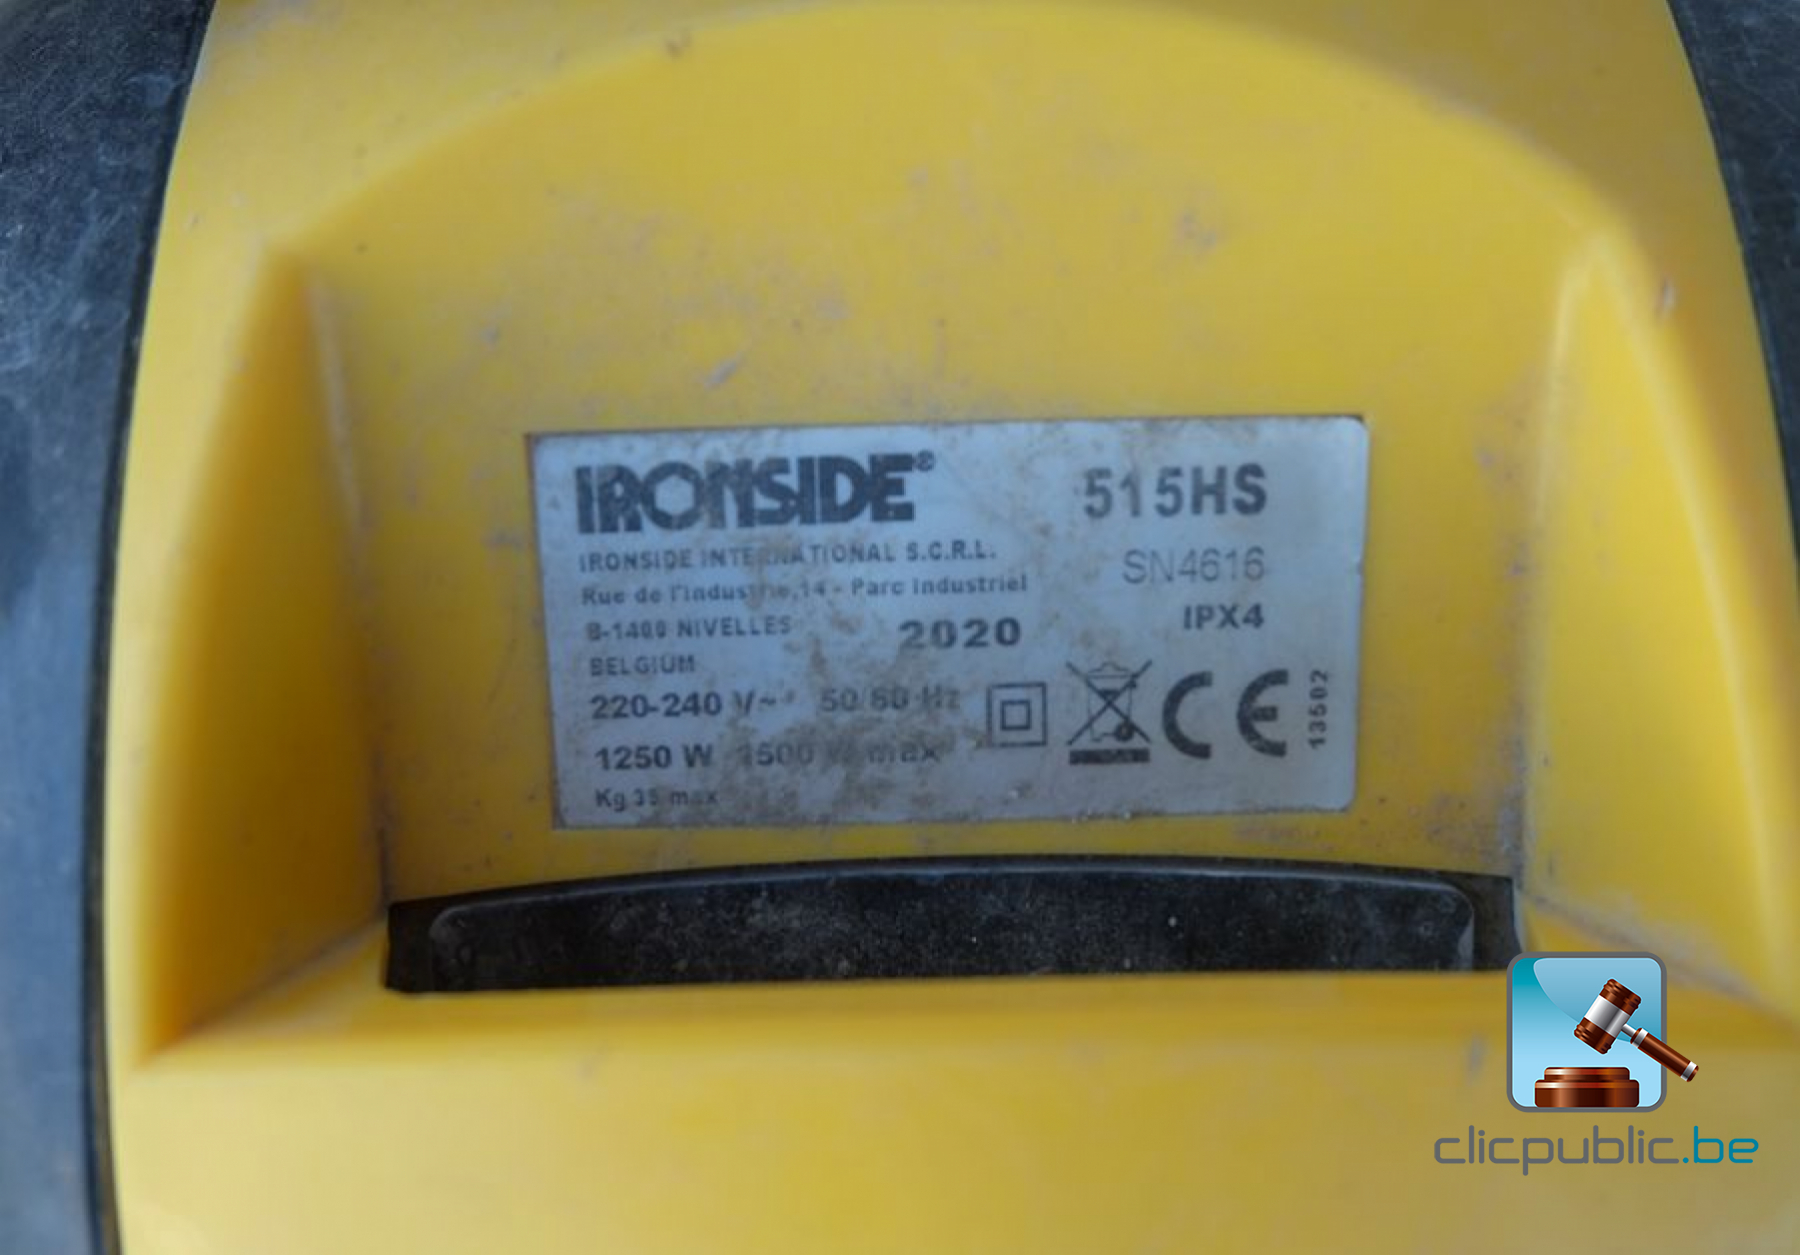 IRONSIDE®
515HS
IRONSIDE INTERNATIONAL S.C.R.L.
SN4616
Rue de l'industrie,14 - Parc Industriel
B-1400 NIVELLES
2020
IPX4
BELGIUM
220-240 V~ 50/60 Hz
CE
13502
1250 W 1500 W max
Kg 35 max
clicpublic.be